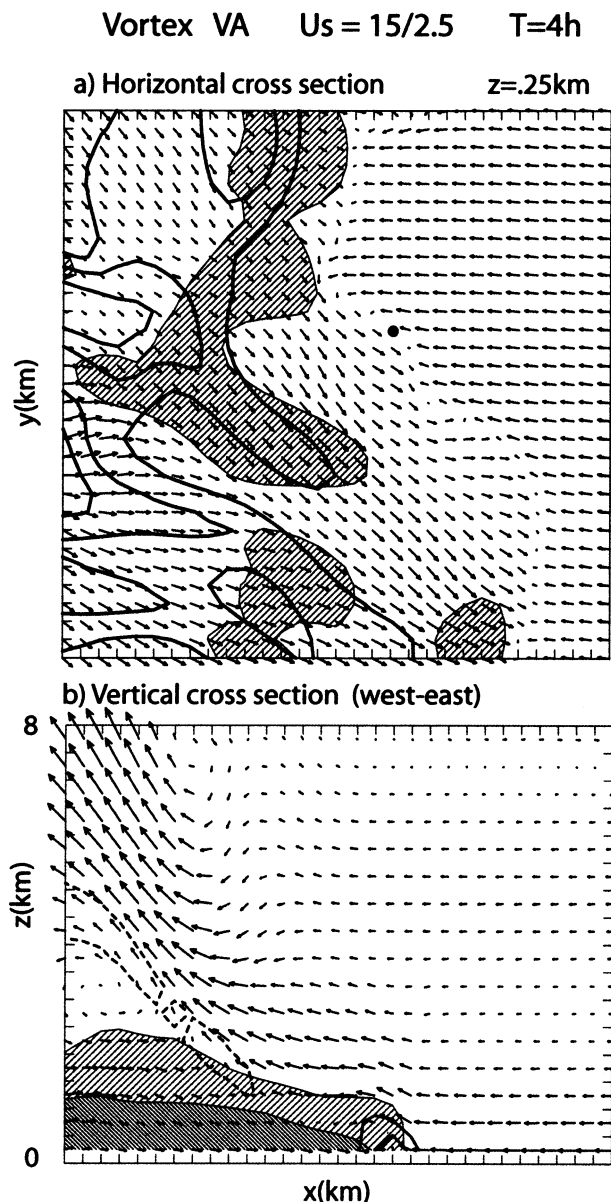 Vortex VA Us = 15/2.5 T=4h
a) Horizontal cross section z=.25km
y(km)
b) Vertical cross section (west-east)
8
z(km)
0
x(km)